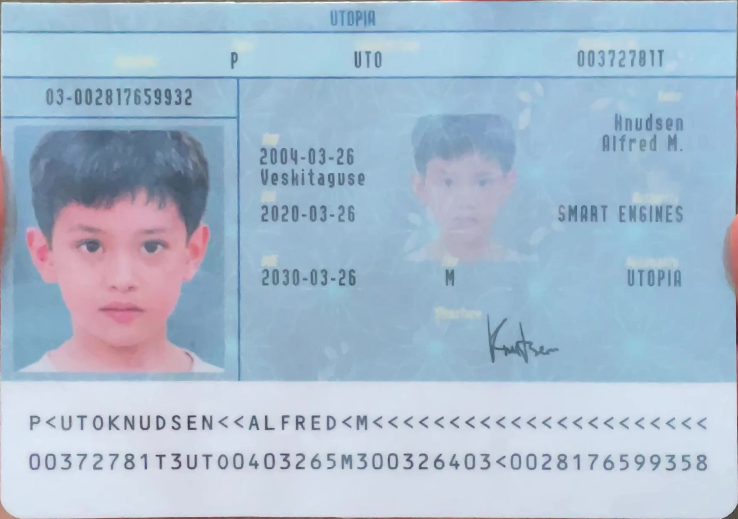 UTOPIA
P UTO 00372781T
03-002817659932
Knudsen
Alfred M.
2004-03-26
Veskitaguse
2020-03-26 SMART ENGINES
2030-03-26 M UTOPIA
Signature
Knudsen
P<UTOKNUDSEN<<ALFRED<M<<<<<<<<<<<<<<<<<<<<<<
00372781T3UTO0403265M300326403<0028176599358